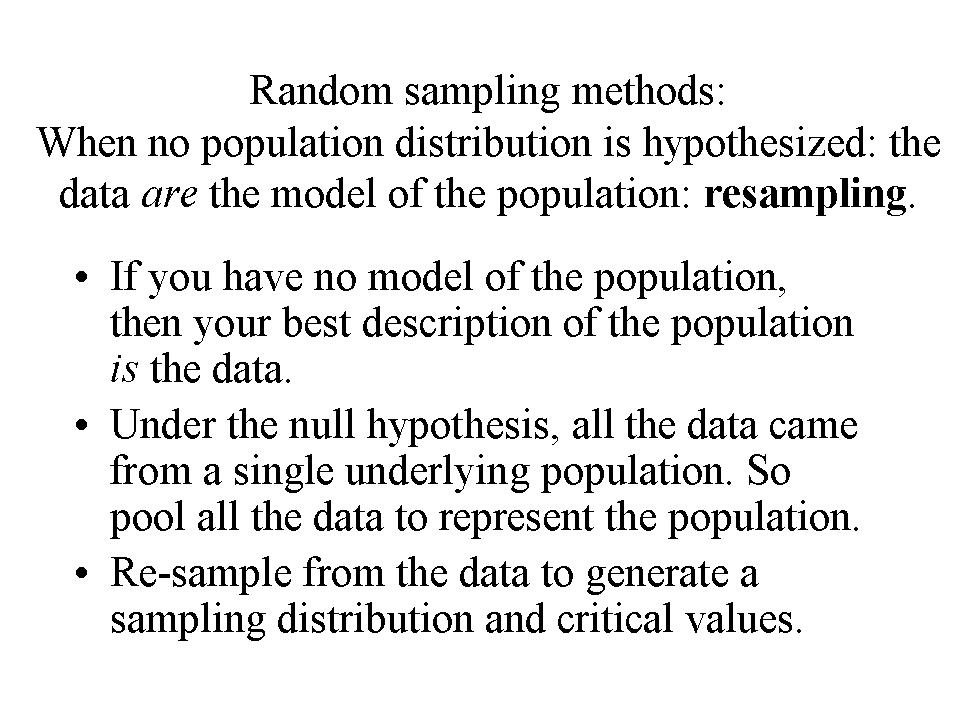 Random sampling methods:
When no population distribution is hypothesized: the
data are the model of the population: resampling.
• If you have no model of the population,
then your best description of the population
is the data.
• Under the null hypothesis, all the data came
from a single underlying population. So
pool all the data to represent the population.
• Re-sample from the data to generate a
sampling distribution and critical values.